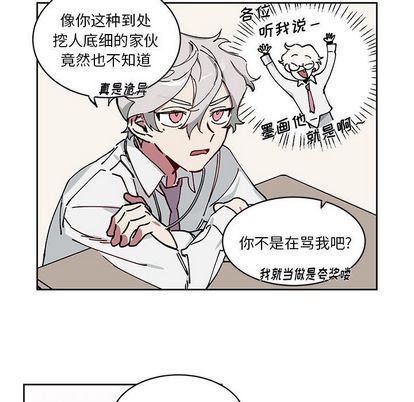 像你这种到处
挖人底细的家伙
竟然也不知道
真是诡异
各位
听我说一
墨画他
就是啊
你不是在骂我吧?
我就当做是夸奖喽